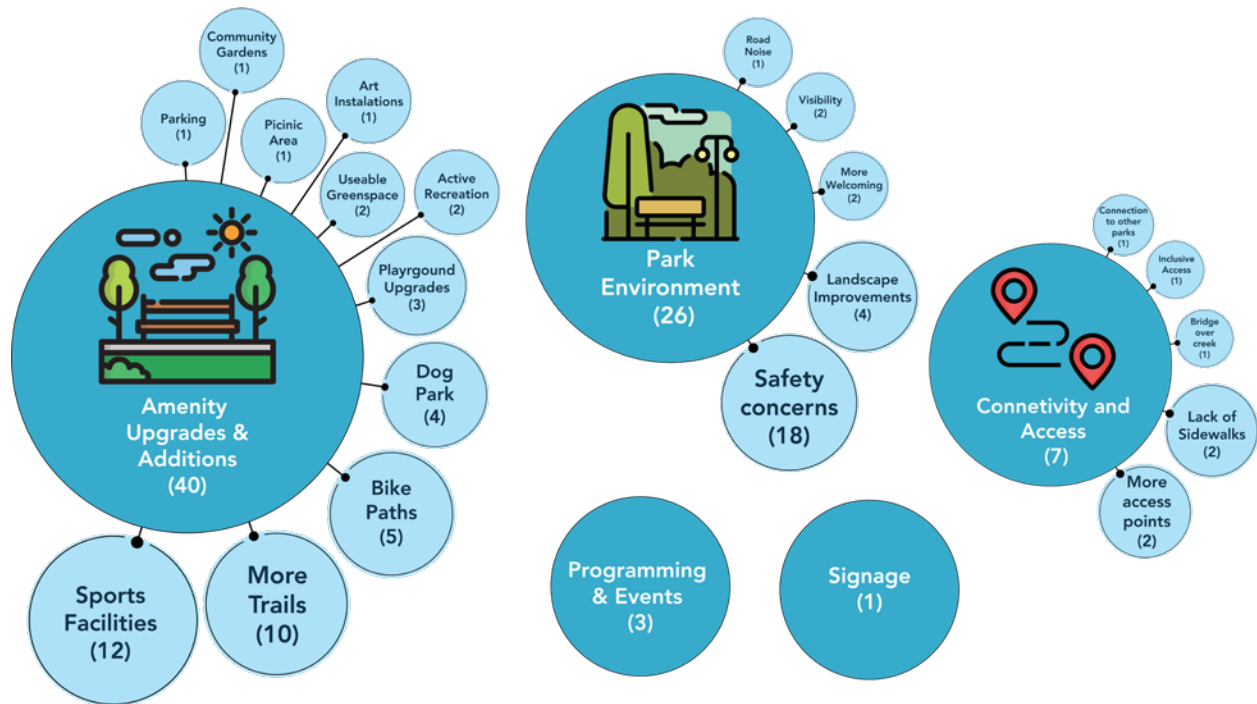 Community
Gardens
(1)
Parking
(1)
Picinic
Area
(1)
Art
Instalations
(1)
Useable
Greenspace
(2)
Active
Recreation
(2)
Playrgound
Upgrades
(3)
Dog
Park
(4)
Bike
Paths
(5)
More
Trails
(10)
Sports
Facilities
(12)
Amenity
Upgrades &
Additions
(40)
Road
Noise
(1)
Visibility
(2)
More
Welcoming
(2)
Landscape
Improvements
(4)
Safety
concerns
(18)
Park
Environment
(26)
Connection
to other
parks
(1)
Inclusive
Access
(1)
Bridge
over
creek
(1)
Lack of
Sidewalks
(2)
More
access
points
(2)
Connetivity and
Access
(7)
Programming
& Events
(3)
Signage
(1)